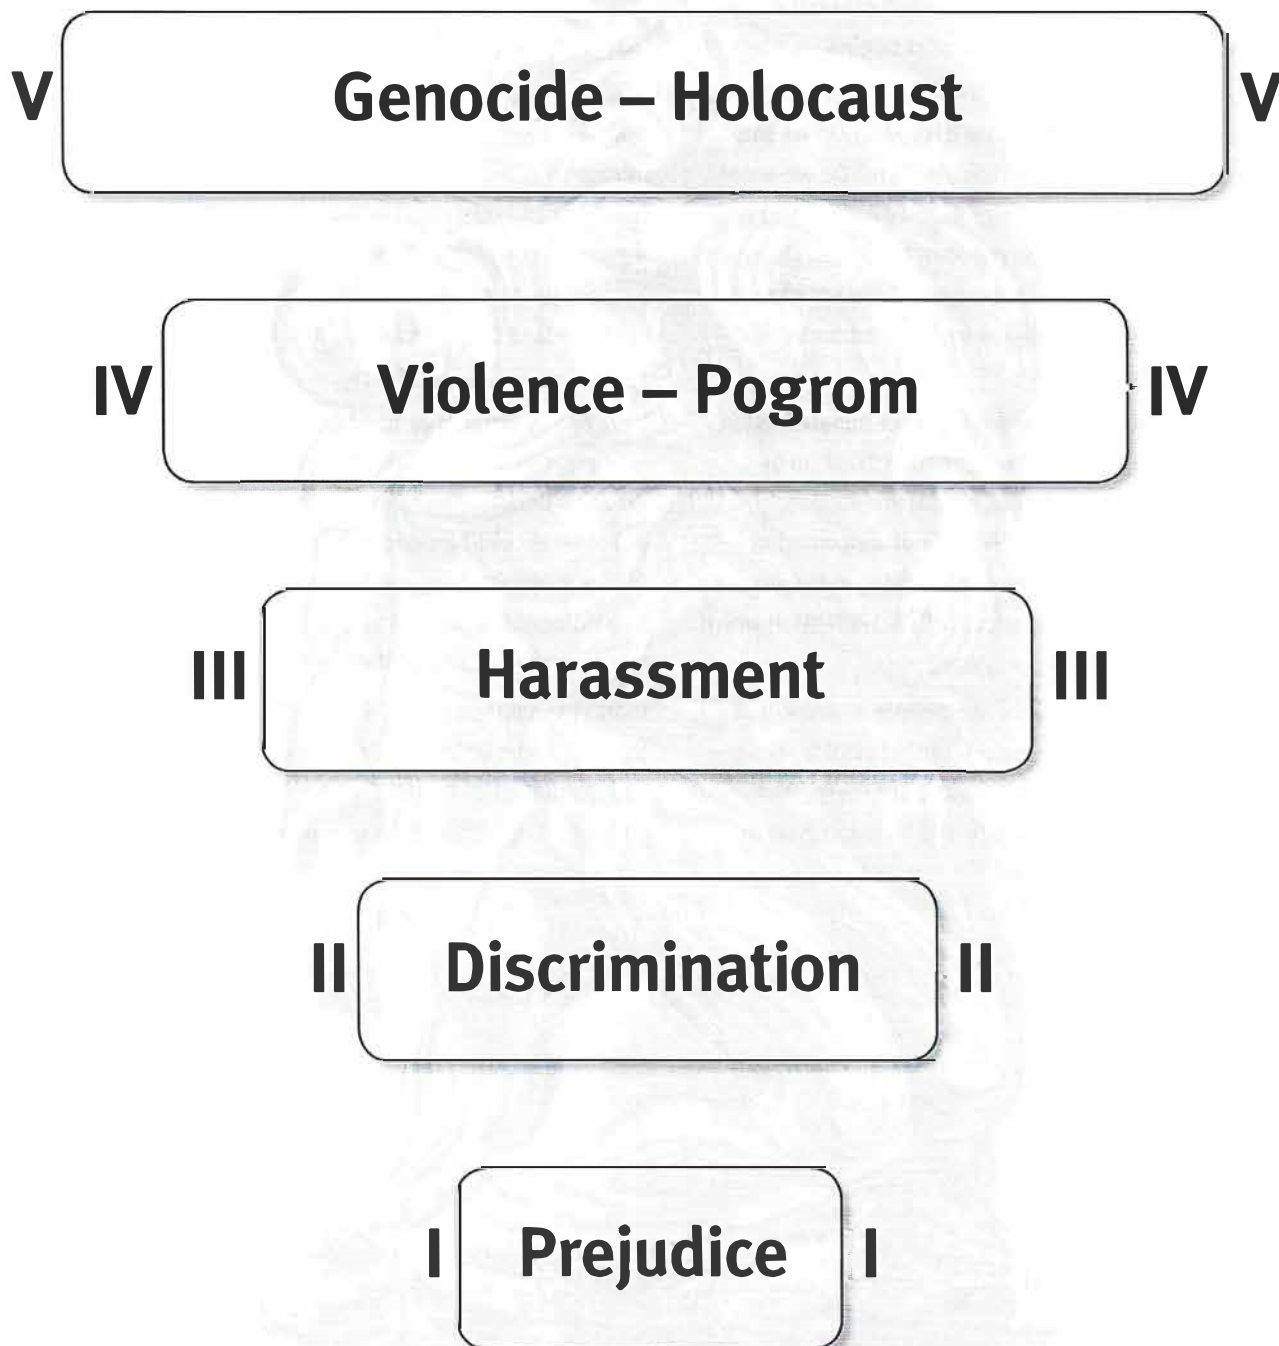 V Genocide – Holocaust V
IV Violence – Pogrom IV
III Harassment III
II Discrimination II
I Prejudice I